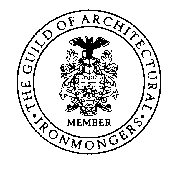 THE GUILD OF ARCHITECTURAL
MEMBER
IRONMONGERS